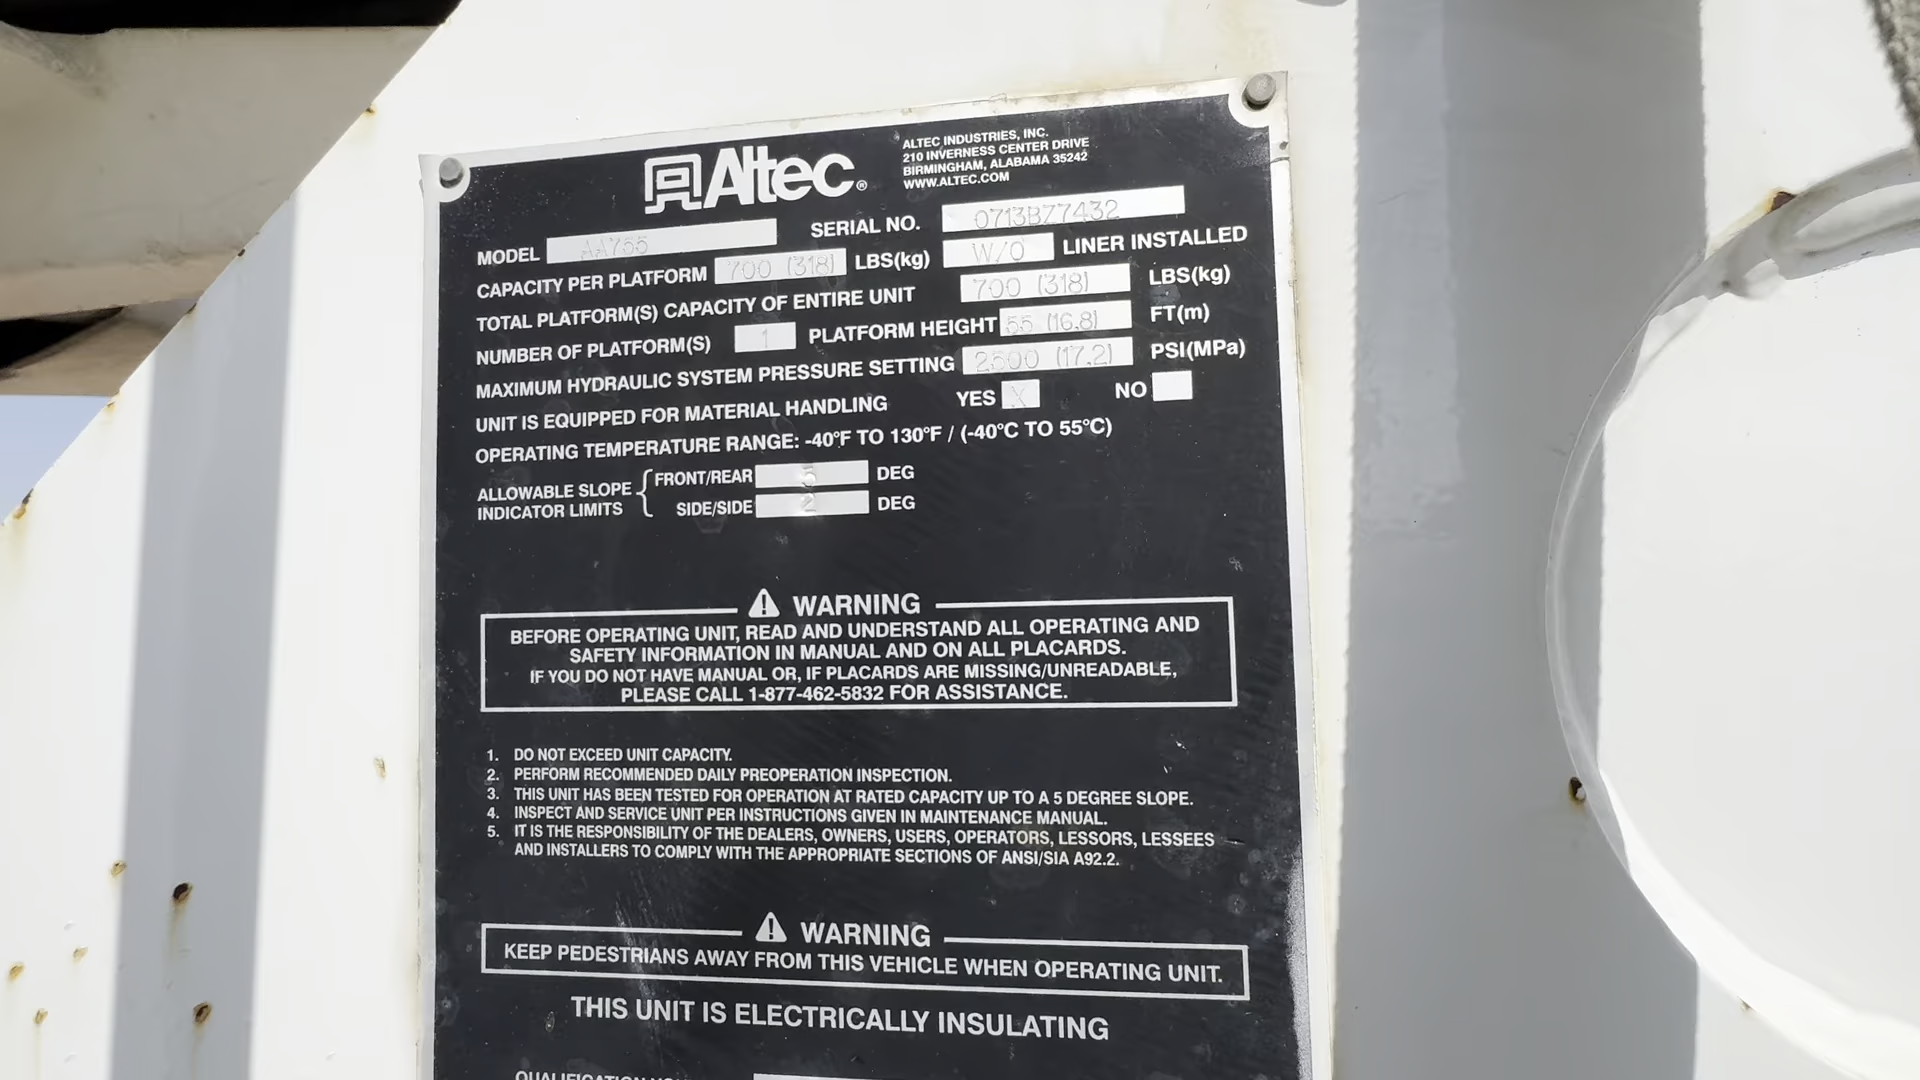 Altec®
ALTEC INDUSTRIES, INC.
210 INVERNESS CENTER DRIVE
BIRMINGHAM, ALABAMA 35242
WWW.ALTEC.COM
MODEL AA755 SERIAL NO. 0713BZ7432
CAPACITY PER PLATFORM 700 (318) LBS(kg) W/O LINER INSTALLED
TOTAL PLATFORM(S) CAPACITY OF ENTIRE UNIT 700 (318) LBS(kg)
NUMBER OF PLATFORM(S) 1 PLATFORM HEIGHT 55 (16.8) FT(m)
MAXIMUM HYDRAULIC SYSTEM PRESSURE SETTING 2500 (17.2) PSI(MPa)
UNIT IS EQUIPPED FOR MATERIAL HANDLING YES X NO
OPERATING TEMPERATURE RANGE: -40°F TO 130°F / (-40°C TO 55°C)
ALLOWABLE SLOPE INDICATOR LIMITS
FRONT/REAR 5 DEG
SIDE/SIDE 2 DEG
WARNING
BEFORE OPERATING UNIT, READ AND UNDERSTAND ALL OPERATING AND
SAFETY INFORMATION IN MANUAL AND ON ALL PLACARDS.
IF YOU DO NOT HAVE MANUAL OR, IF PLACARDS ARE MISSING/UNREADABLE,
PLEASE CALL 1-877-462-5832 FOR ASSISTANCE.
1. DO NOT EXCEED UNIT CAPACITY.
2. PERFORM RECOMMENDED DAILY PREOPERATION INSPECTION.
3. THIS UNIT HAS BEEN TESTED FOR OPERATION AT RATED CAPACITY UP TO A 5 DEGREE SLOPE.
4. INSPECT AND SERVICE UNIT PER INSTRUCTIONS GIVEN IN MAINTENANCE MANUAL.
5. IT IS THE RESPONSIBILITY OF THE DEALERS, OWNERS, USERS, OPERATORS, LESSORS, LESSEES
AND INSTALLERS TO COMPLY WITH THE APPROPRIATE SECTIONS OF ANSI/SIA A92.2.
WARNING
KEEP PEDESTRIANS AWAY FROM THIS VEHICLE WHEN OPERATING UNIT.
THIS UNIT IS ELECTRICALLY INSULATING
QUALIFICATION